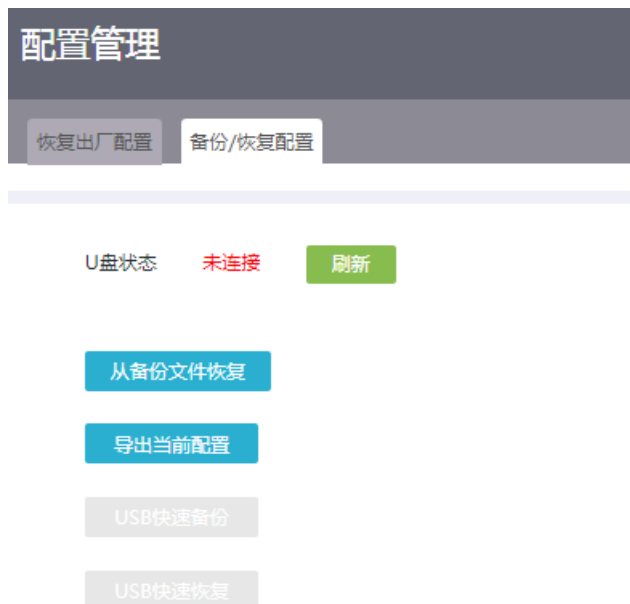 配置管理
恢复出厂配置 备份/恢复配置
U盘状态 未连接 刷新
从备份文件恢复
导出当前配置
USB快速备份
USB快速恢复